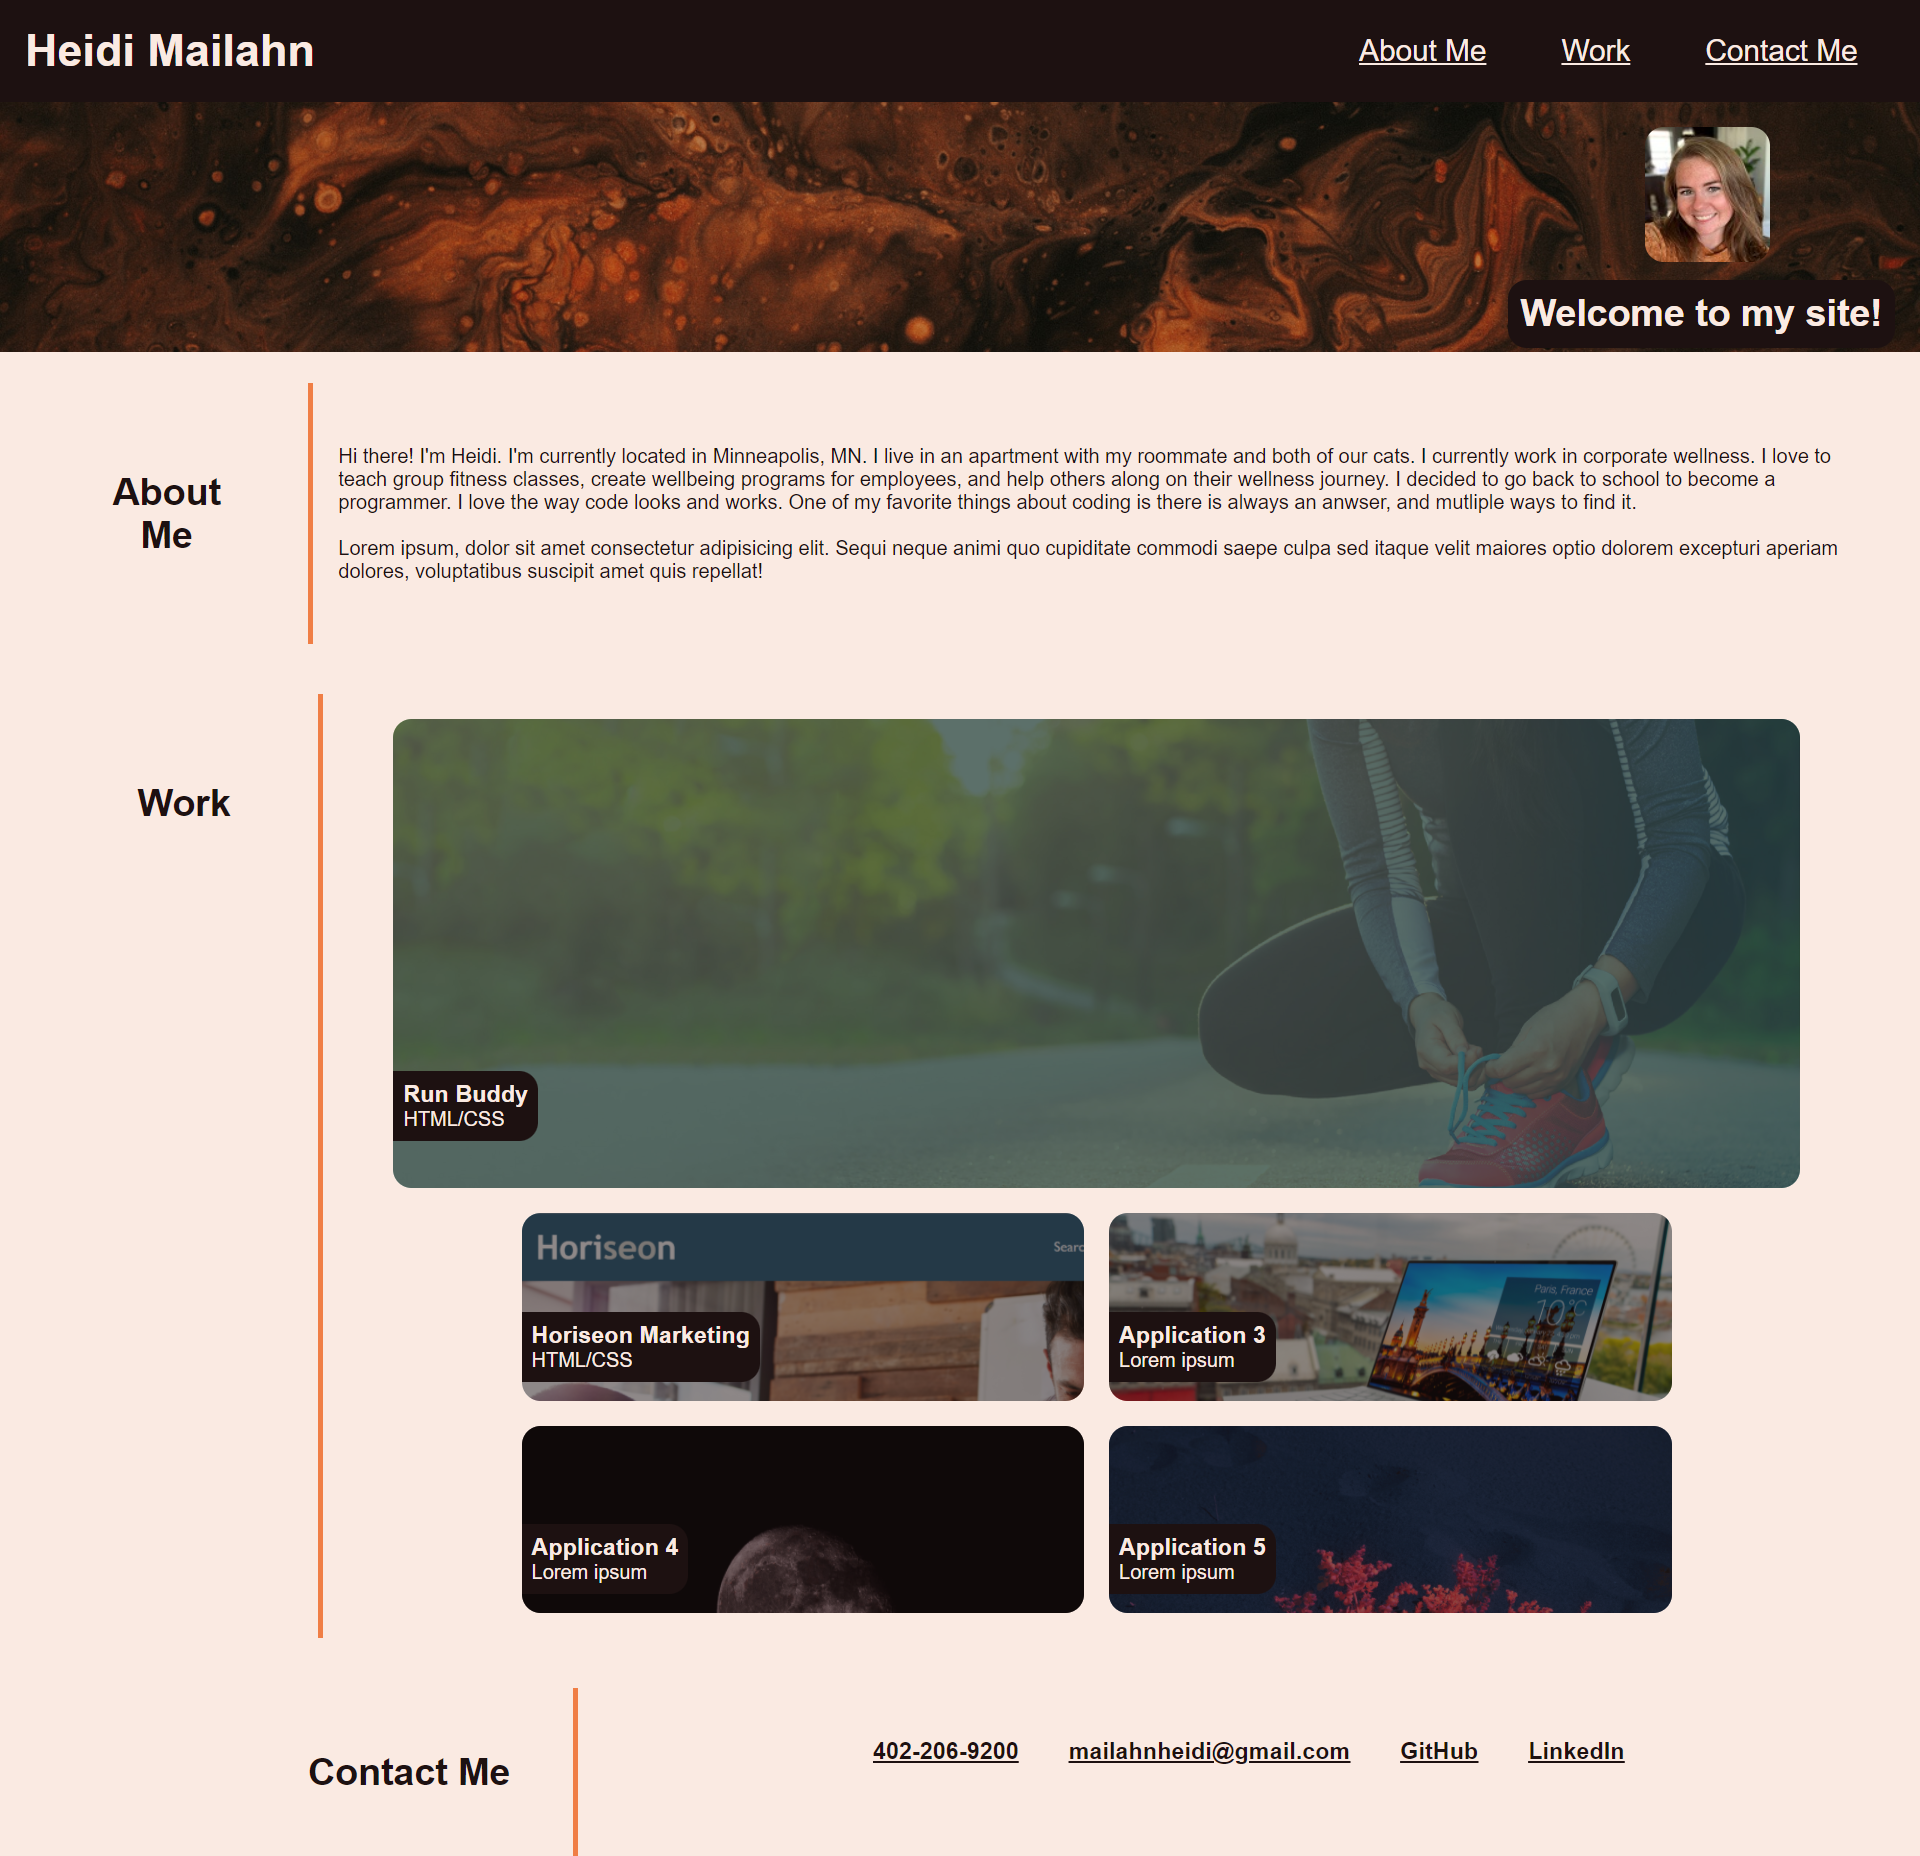 Heidi Mailahn
About Me
Work
Contact Me
Welcome to my site!
About
Me
Hi there! I'm Heidi. I'm currently located in Minneapolis, MN. I live in an apartment with my roommate and both of our cats. I currently work in corporate wellness. I love to
teach group fitness classes, create wellbeing programs for employees, and help others along on their wellness journey. I decided to go back to school to become a
programmer. I love the way code looks and works. One of my favorite things about coding is there is always an anwser, and mutliple ways to find it.
Lorem ipsum, dolor sit amet consectetur adipisicing elit. Sequi neque animi quo cupiditate commodi saepe culpa sed itaque velit maiores optio dolorem excepturi aperiam
dolores, voluptatibus suscipit amet quis repellat!
Work
Run Buddy
HTML/CSS
Horiseon
Searc
Horiseon Marketing
HTML/CSS
Paris, France
10°C
Application 3
Lorem ipsum
Application 4
Lorem ipsum
Application 5
Lorem ipsum
Contact Me
402-206-9200
mailahnheidi@gmail.com
GitHub
LinkedIn